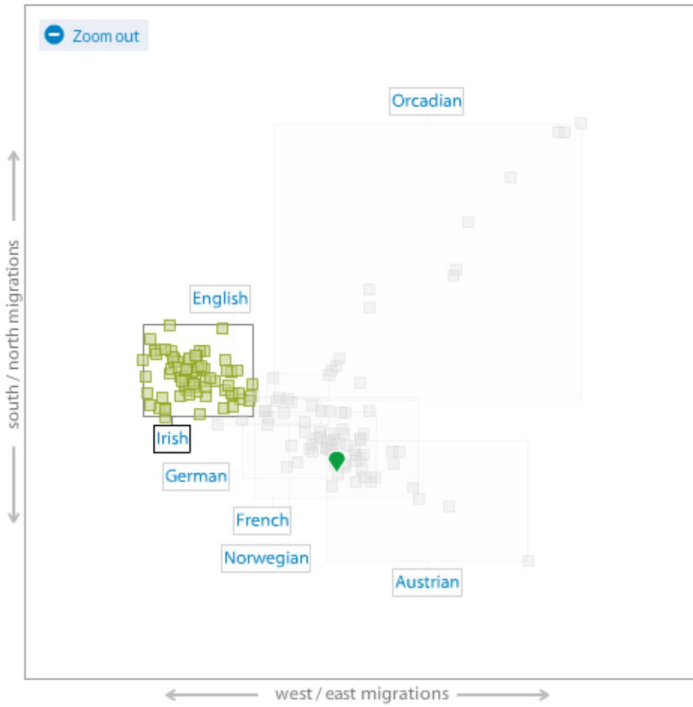 Zoom out
Orcadian
English
Irish
German
French
Norwegian
Austrian
south / north migrations
west / east migrations